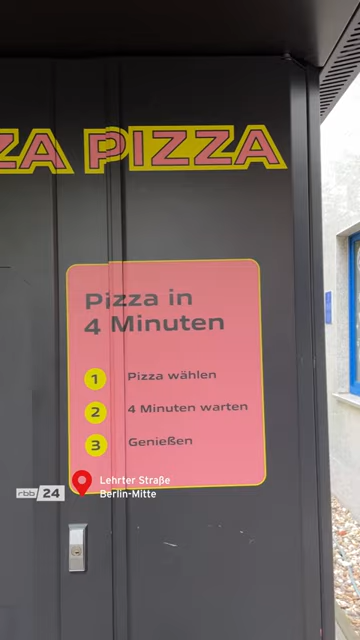 ZZA PIZZA
Pizza in
4 Minuten
1 Pizza wählen
2 4 Minuten warten
3 Genießen
rbb 24
Lehrter Straße
Berlin-Mitte